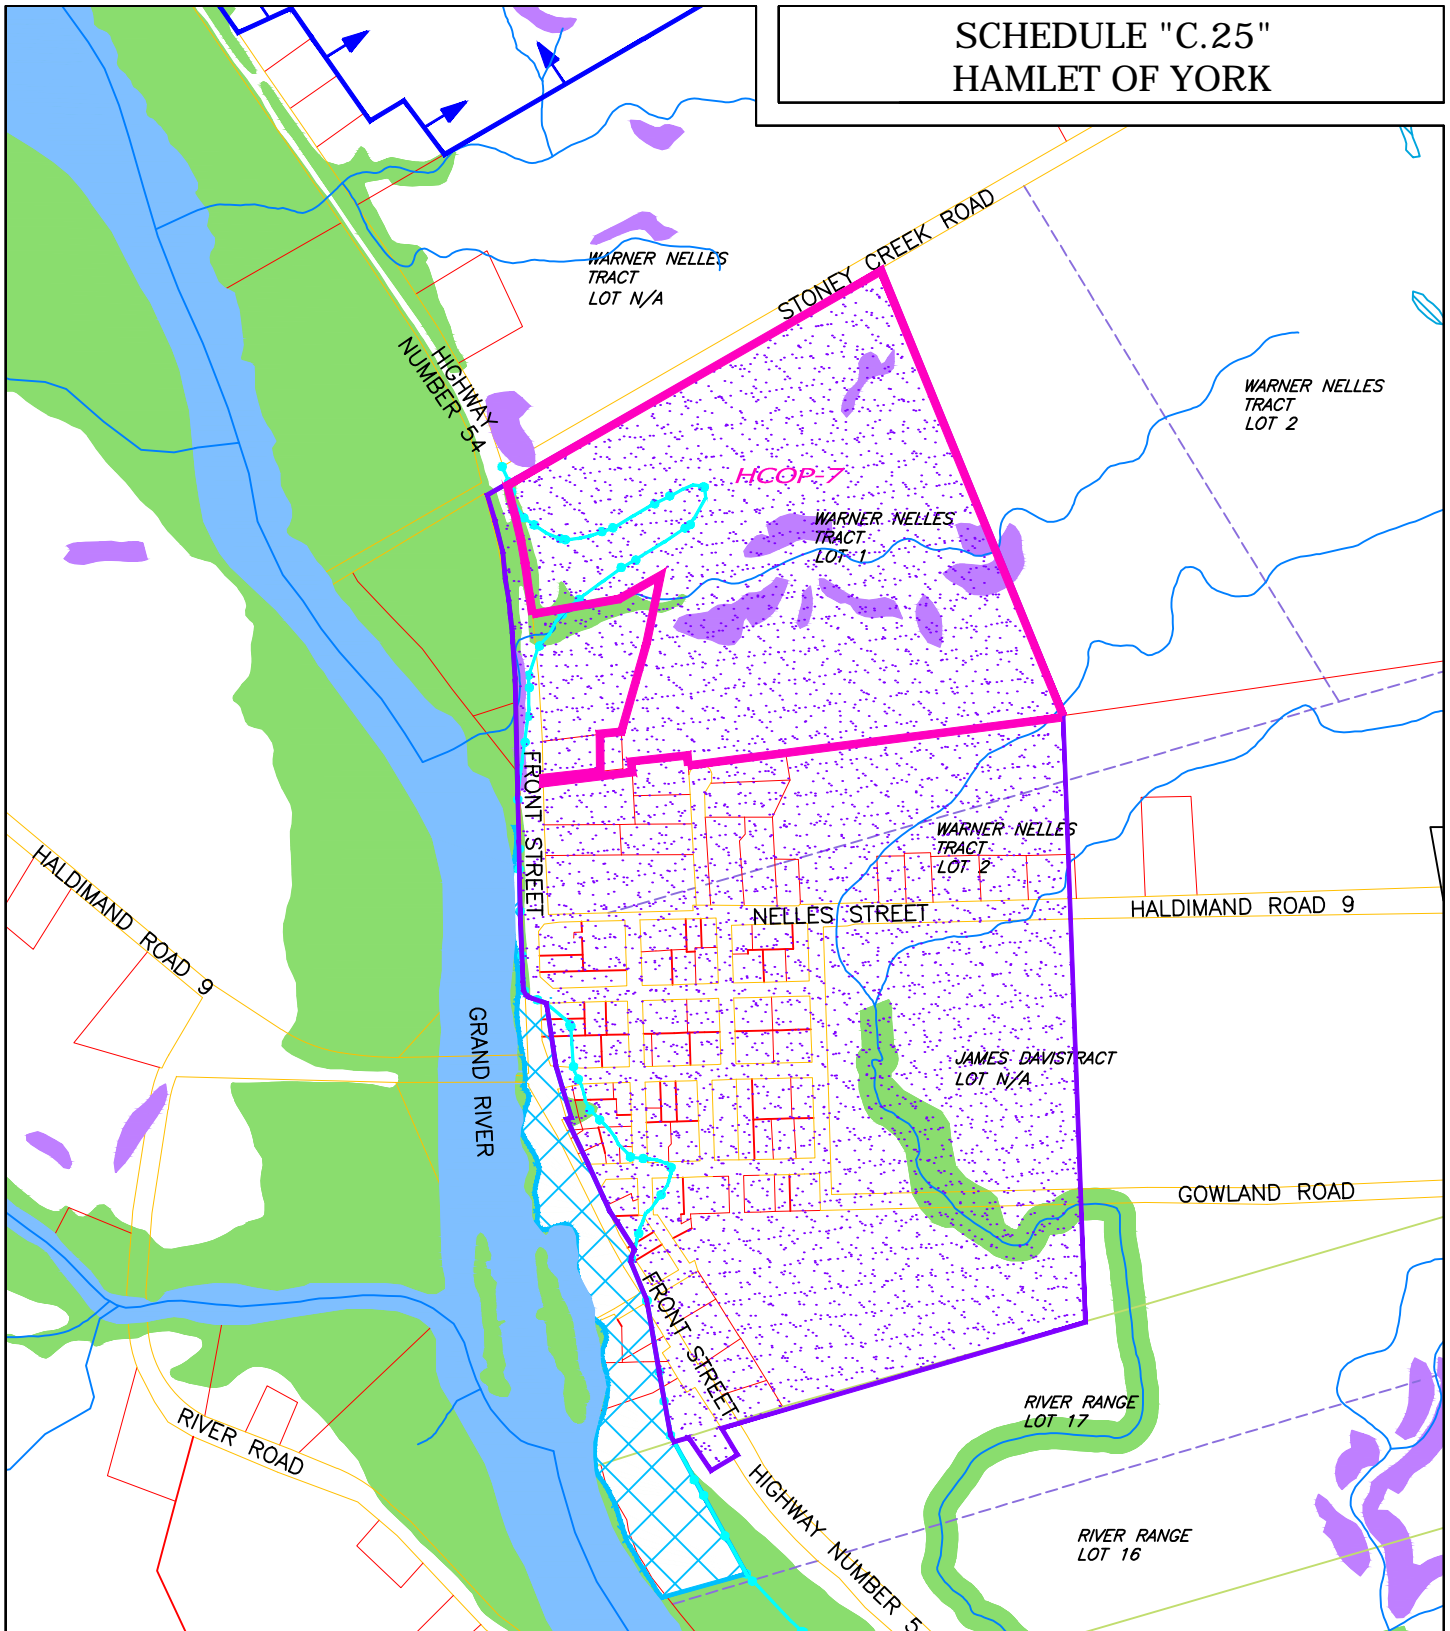 SCHEDULE "C.25"
HAMLET OF YORK
STONEY CREEK ROAD
WARNER NELLES
TRACT
LOT N/A
HIGHWAY
NUMBER 54
WARNER NELLES
TRACT
LOT 2
HCOP-7
WARNER NELLES
TRACT
LOT 1
FRONT STREET
WARNER NELLES
TRACT
LOT 2
HALDIMAND ROAD 9
NELLES STREET
HALDIMAND ROAD 9
GRAND RIVER
JAMES DAVISTRACT
LOT N/A
GOWLAND ROAD
FRONT STREET
RIVER RANGE
LOT 17
RIVER ROAD
HIGHWAY NUMBER 5
RIVER RANGE
LOT 16